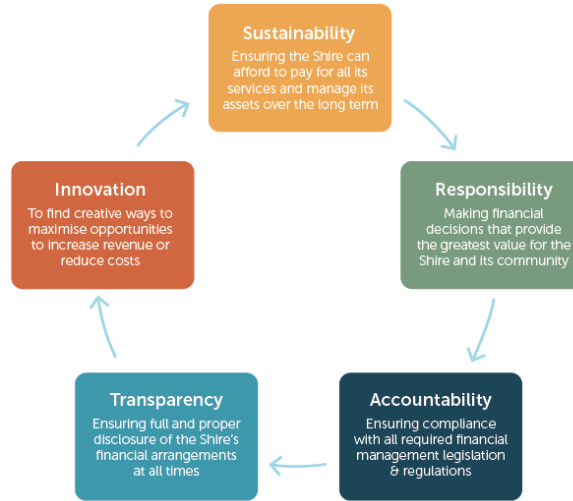 Sustainability
Ensuring the Shire can
afford to pay for all its
services and manage its
assets over the long term
Responsibility
Making financial
decisions that provide
the greatest value for the
Shire and its community
Accountability
Ensuring compliance
with all required financial
management legislation
& regulations
Transparency
Ensuring full and proper
disclosure of the Shire's
financial arrangements
at all times
Innovation
To find creative ways to
maximise opportunities
to increase revenue or
reduce costs